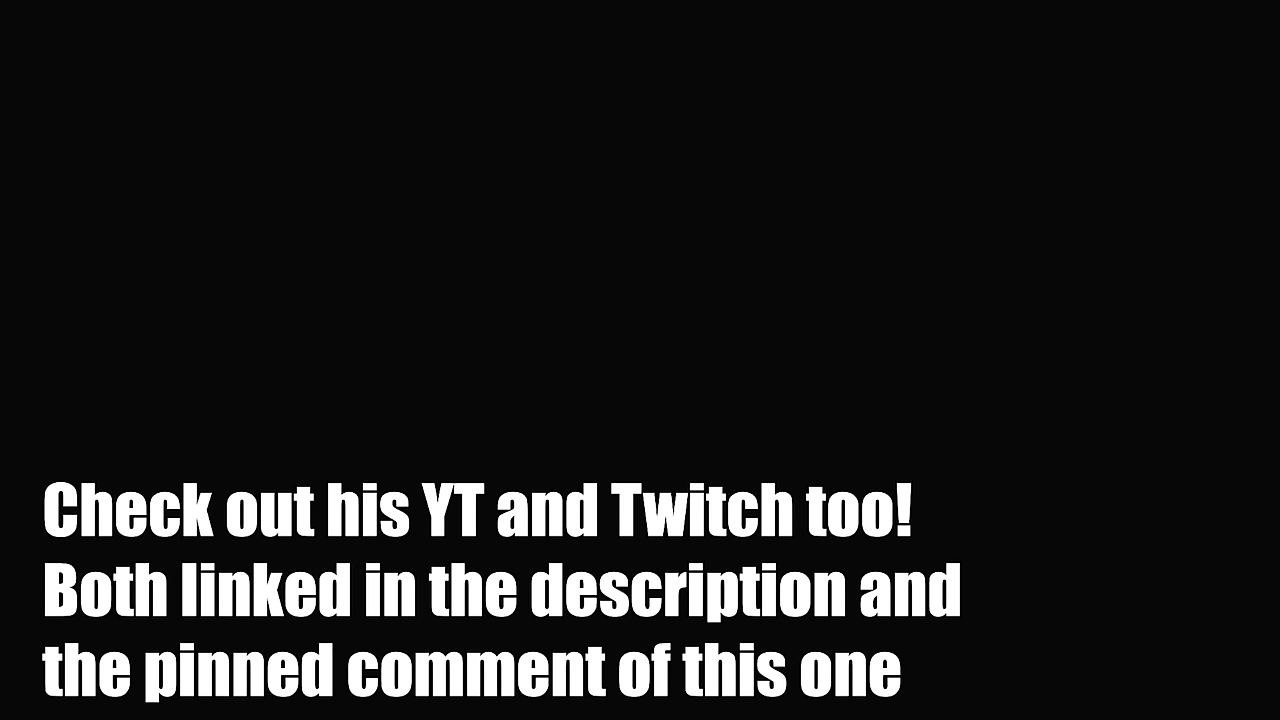 Check out his YT and Twitch too!
Both linked in the description and
the pinned comment of this one